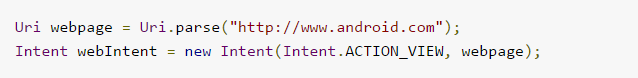 Uri webpage = Uri.parse("http://www.android.com");
Intent webIntent = new Intent(Intent.ACTION_VIEW, webpage);